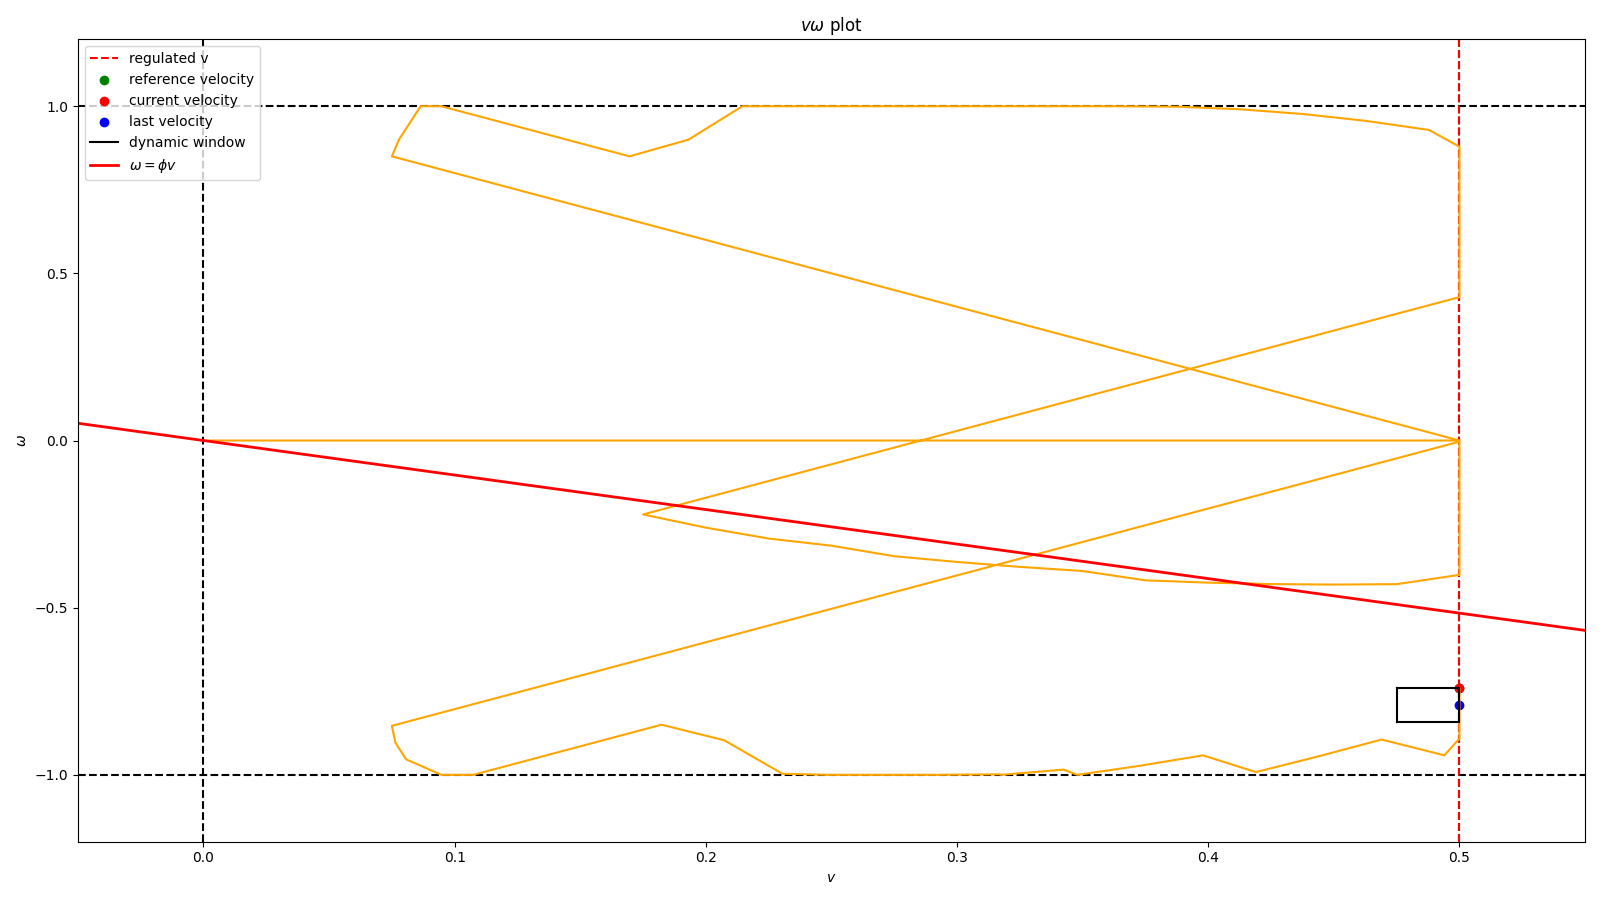 vω plot
regulated v
reference velocity
current velocity
last velocity
dynamic window
ω = ϕv
1.0
0.5
0.0
−0.5
−1.0
ω
0.0 0.1 0.2 0.3 0.4 0.5
v